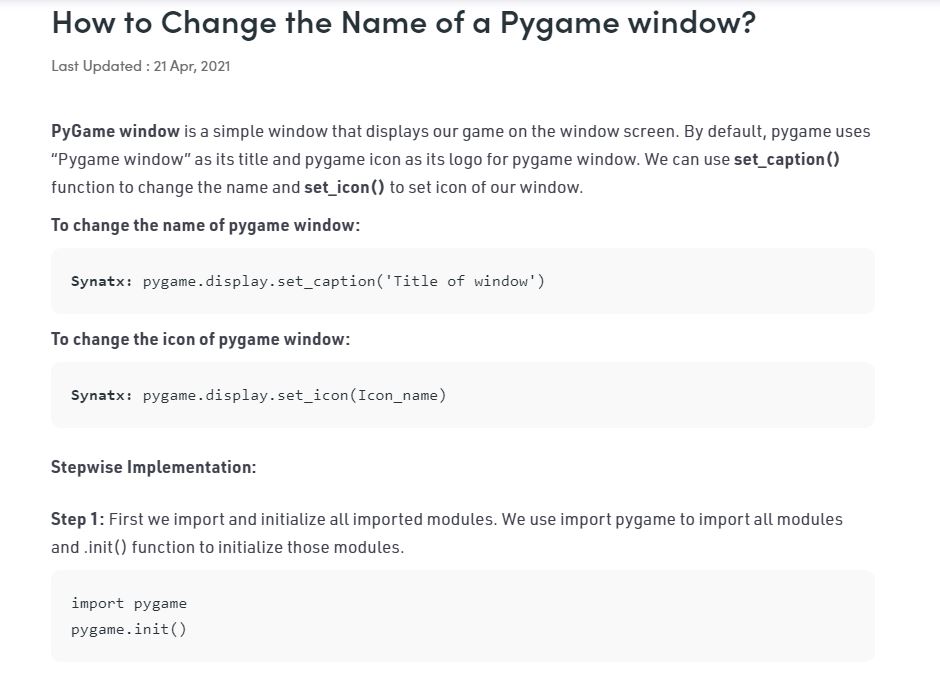 How to Change the Name of a Pygame window?
Last Updated : 21 Apr, 2021
PyGame window is a simple window that displays our game on the window screen. By default, pygame uses
“Pygame window” as its title and pygame icon as its logo for pygame window. We can use set_caption()
function to change the name and set_icon() to set icon of our window.
To change the name of pygame window:
Synatx: pygame.display.set_caption('Title of window')
To change the icon of pygame window:
Synatx: pygame.display.set_icon(Icon_name)
Stepwise Implementation:
Step 1: First we import and initialize all imported modules. We use import pygame to import all modules
and .init() function to initialize those modules.
import pygame
pygame.init()